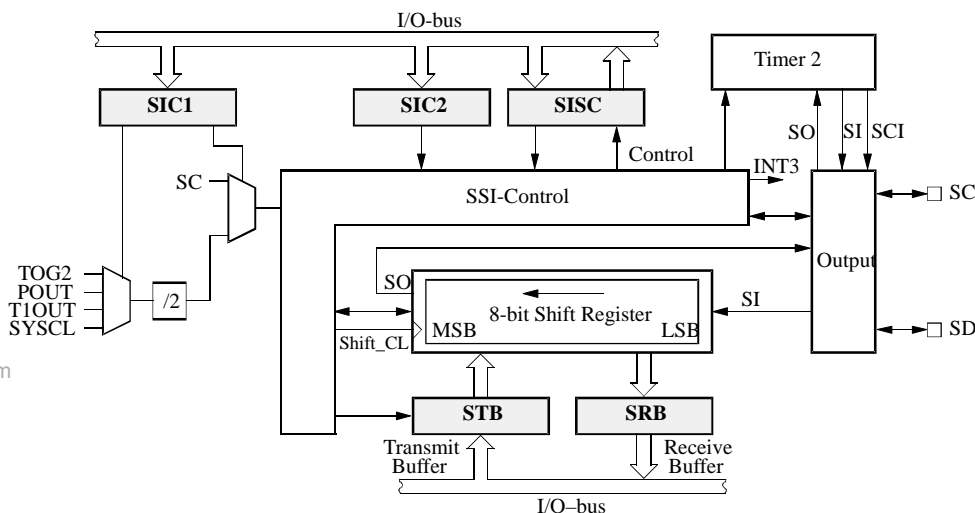 I/O-bus
Timer 2
SIC1
SIC2
SISC
SO
SI
SCI
Control
INT3
SC
SSI-Control
SC
Output
TOG2
POUT
T1OUT
SYSCL
/2
SO
SI
8-bit Shift Register
MSB
LSB
Shift_CL
SD
m
STB
SRB
Transmit
Buffer
Receive
Buffer
I/O–bus